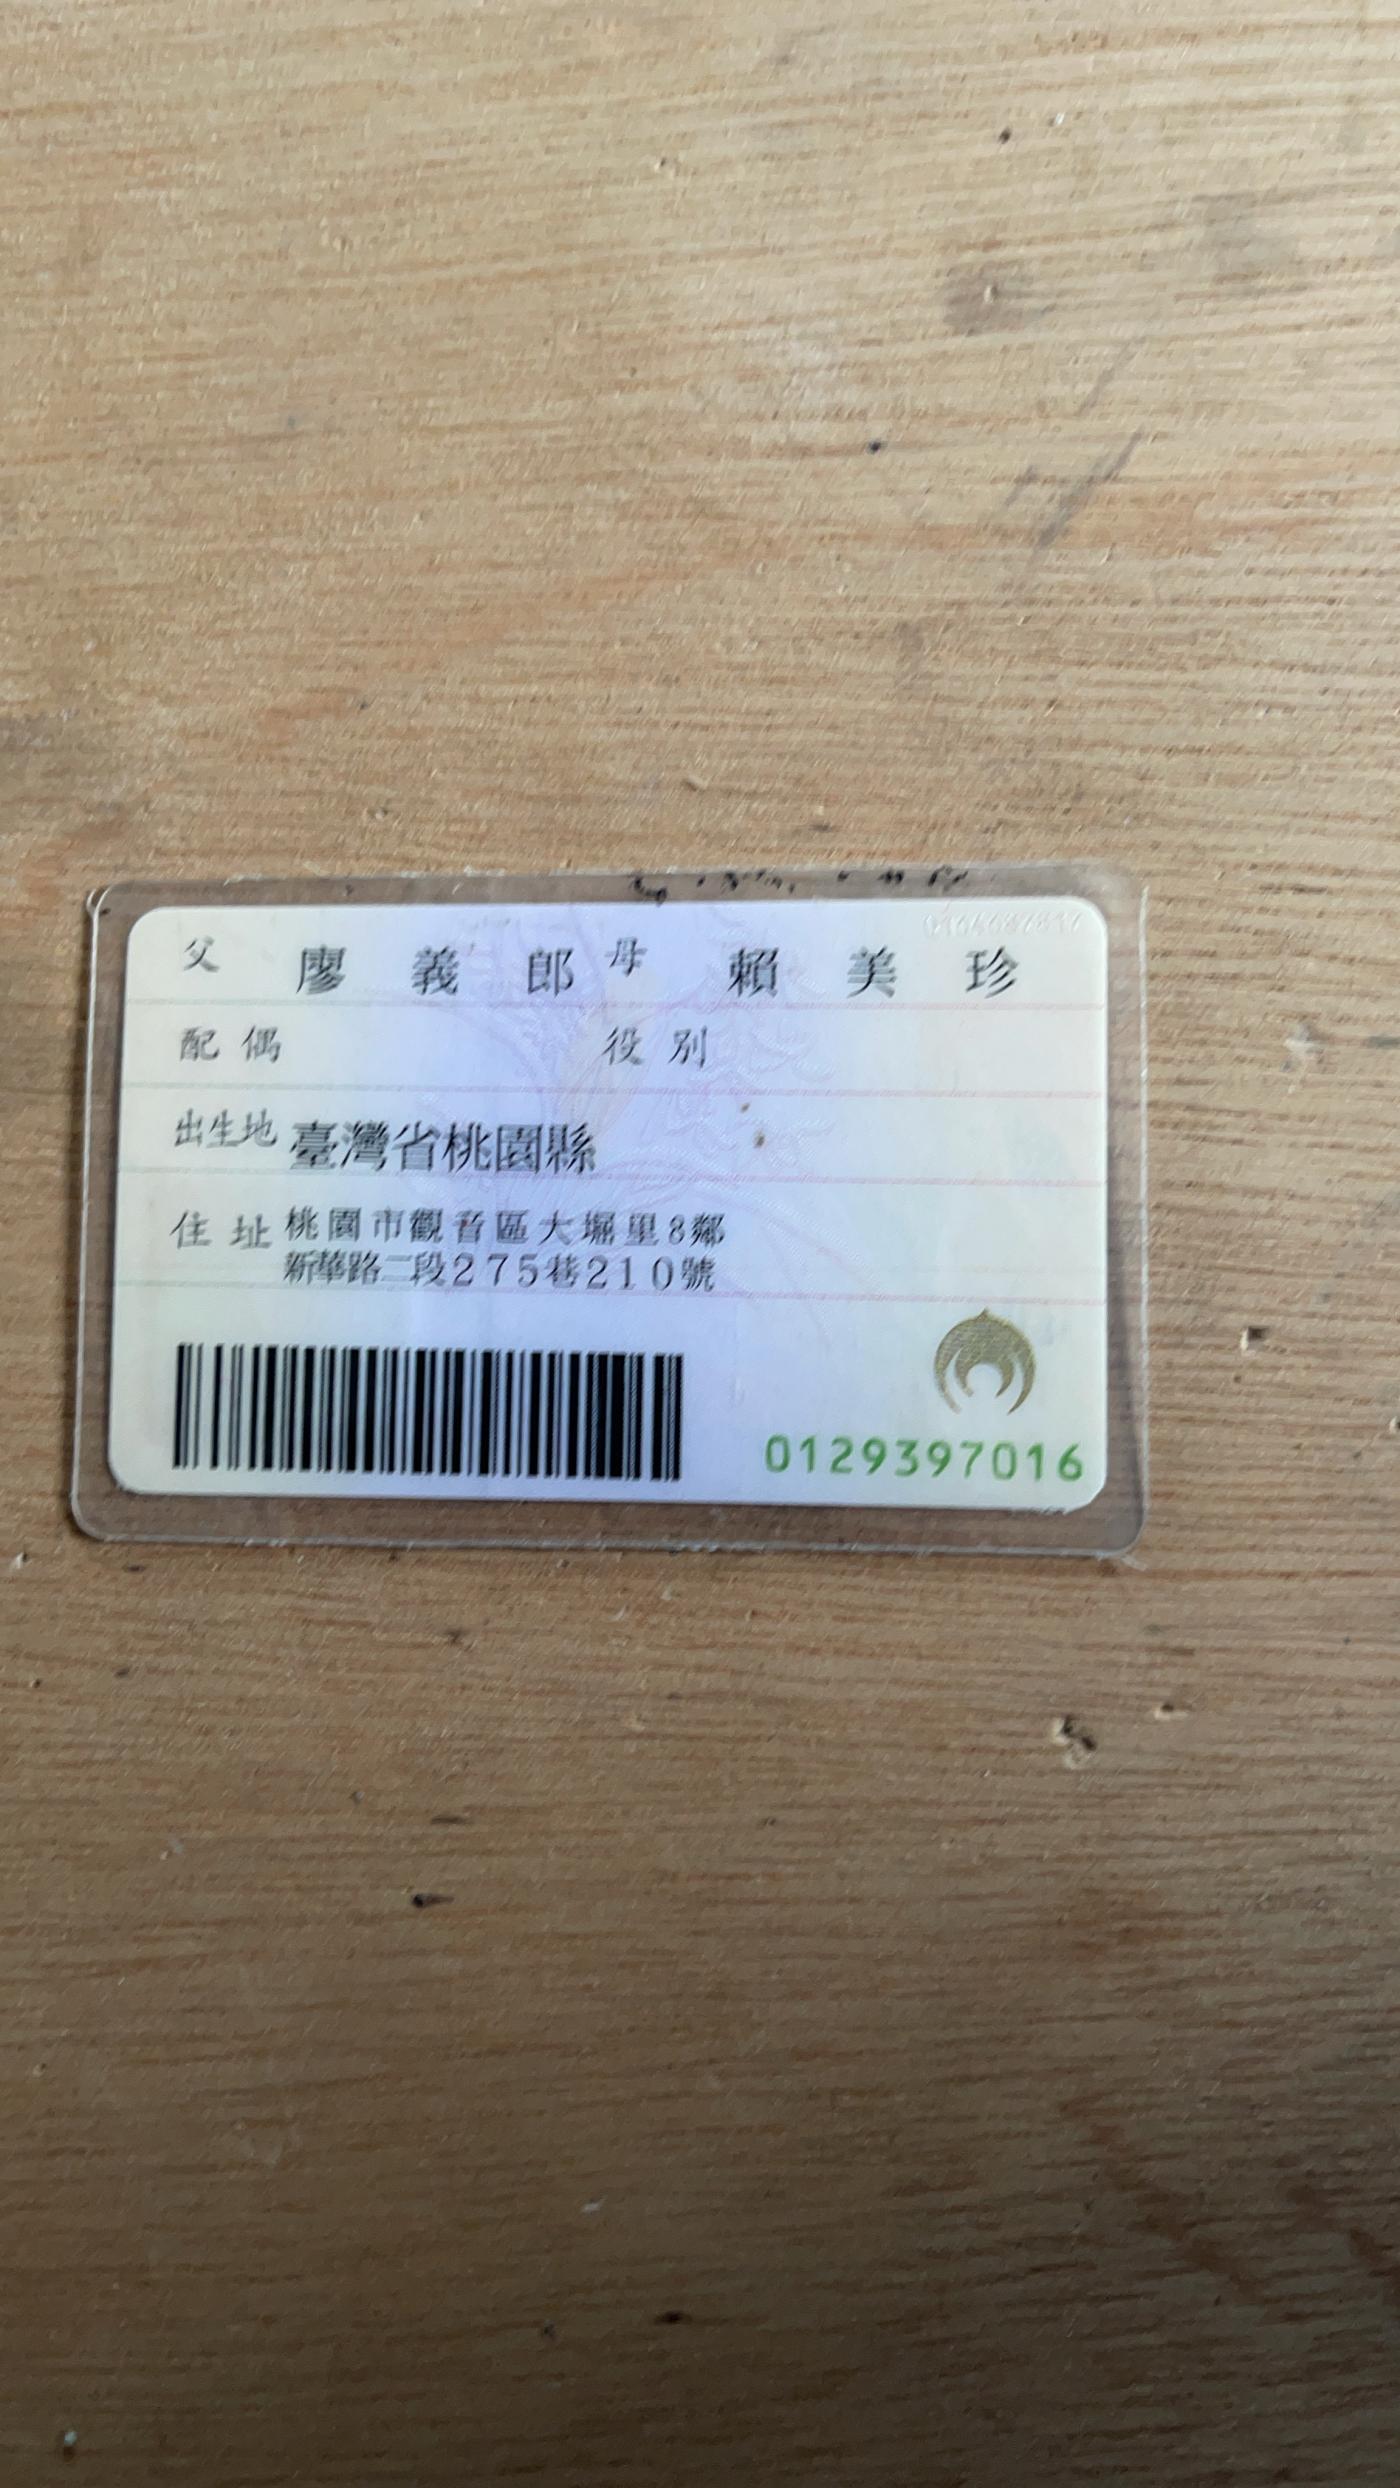 父 廖義郎 母 賴美珍
配偶 役別
出生地 臺灣省桃園縣
住址 桃園市觀音區大堀里8鄰
新華路二段275巷210號
0129397016